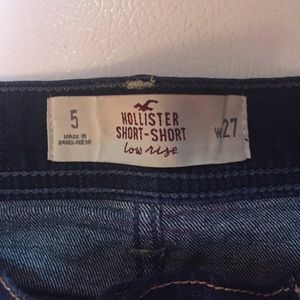 5
MADE IN
BANGLADESH
HOLLISTER
SHORT-SHORT
low rise
W27